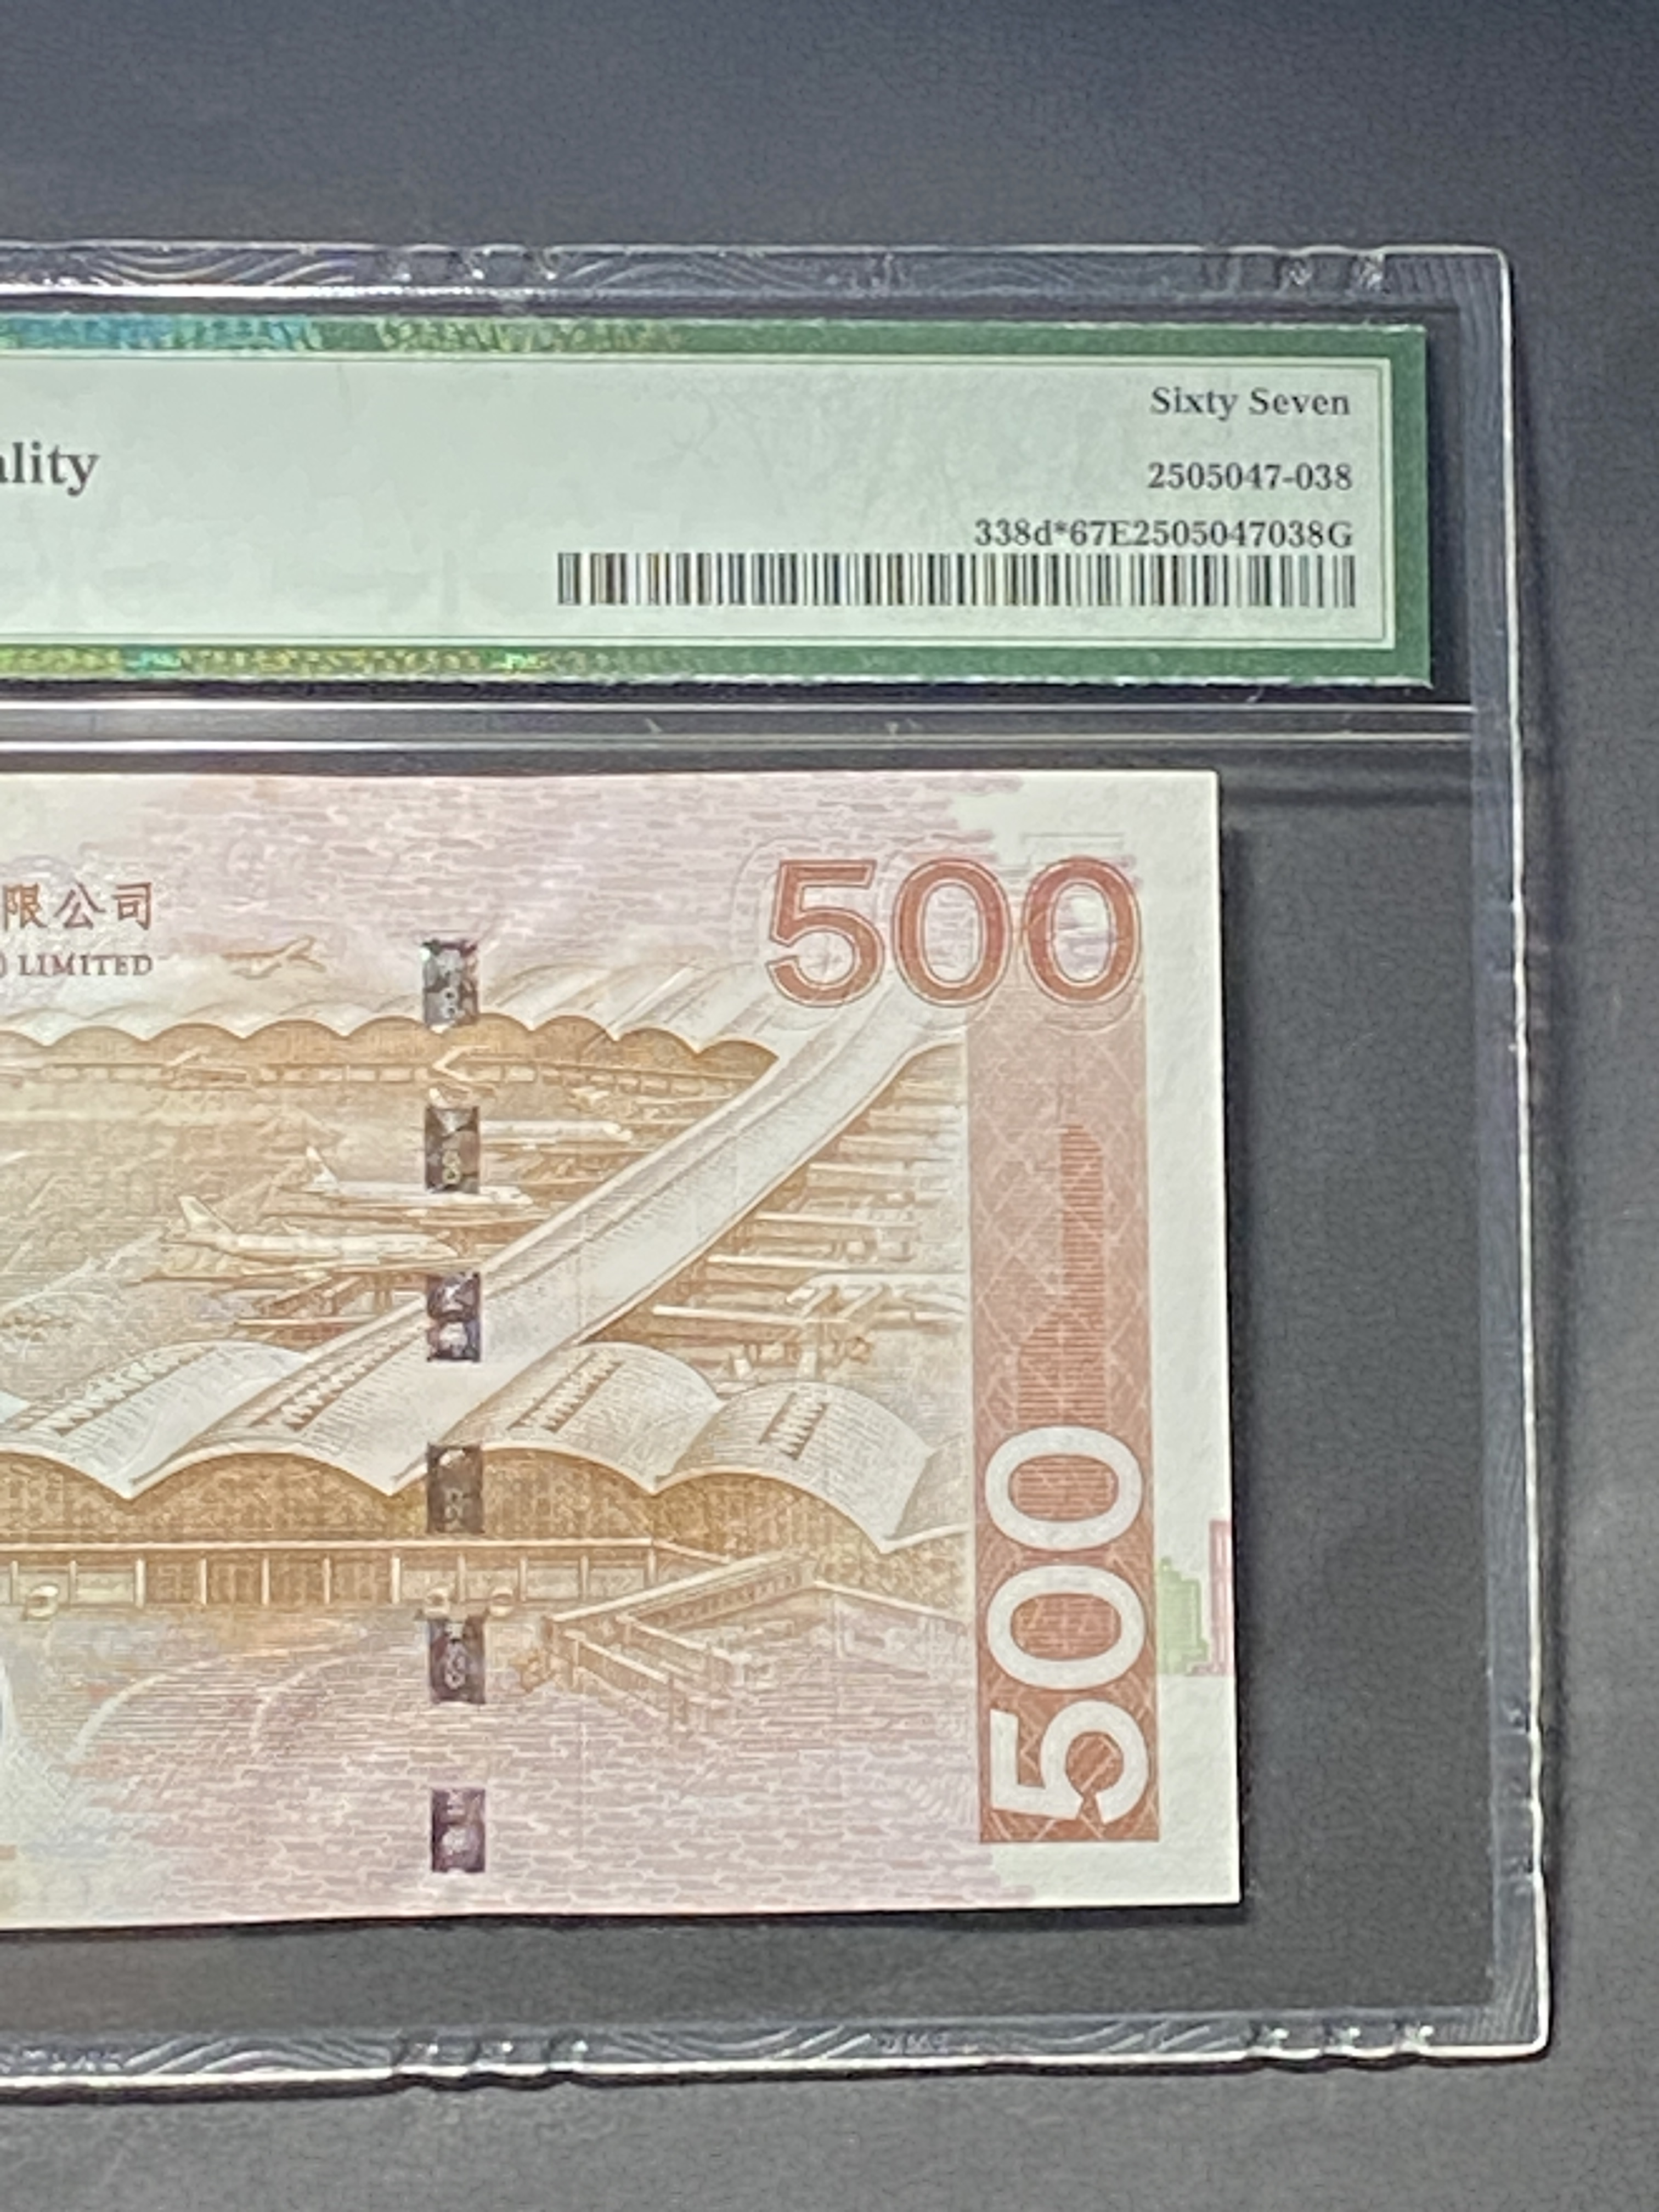 Sixty Seven
ality
2505047-038
338d*67E2505047038G
限公司
) LIMITED
500
500